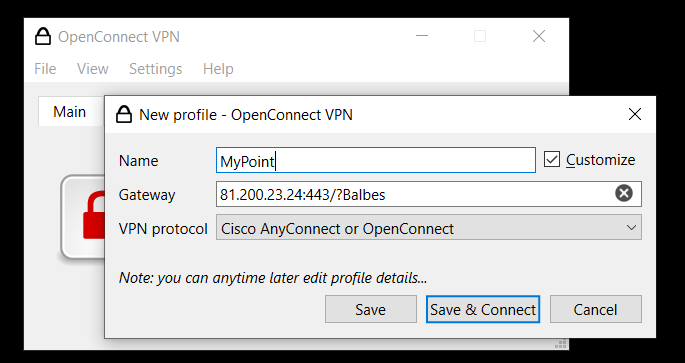 OpenConnect VPN
File View Settings Help
Main
New profile - OpenConnect VPN
Name MyPoint Customize
Gateway 81.200.23.24:443/?Balbes
VPN protocol Cisco AnyConnect or OpenConnect
Note: you can anytime later edit profile details...
Save Save & Connect Cancel